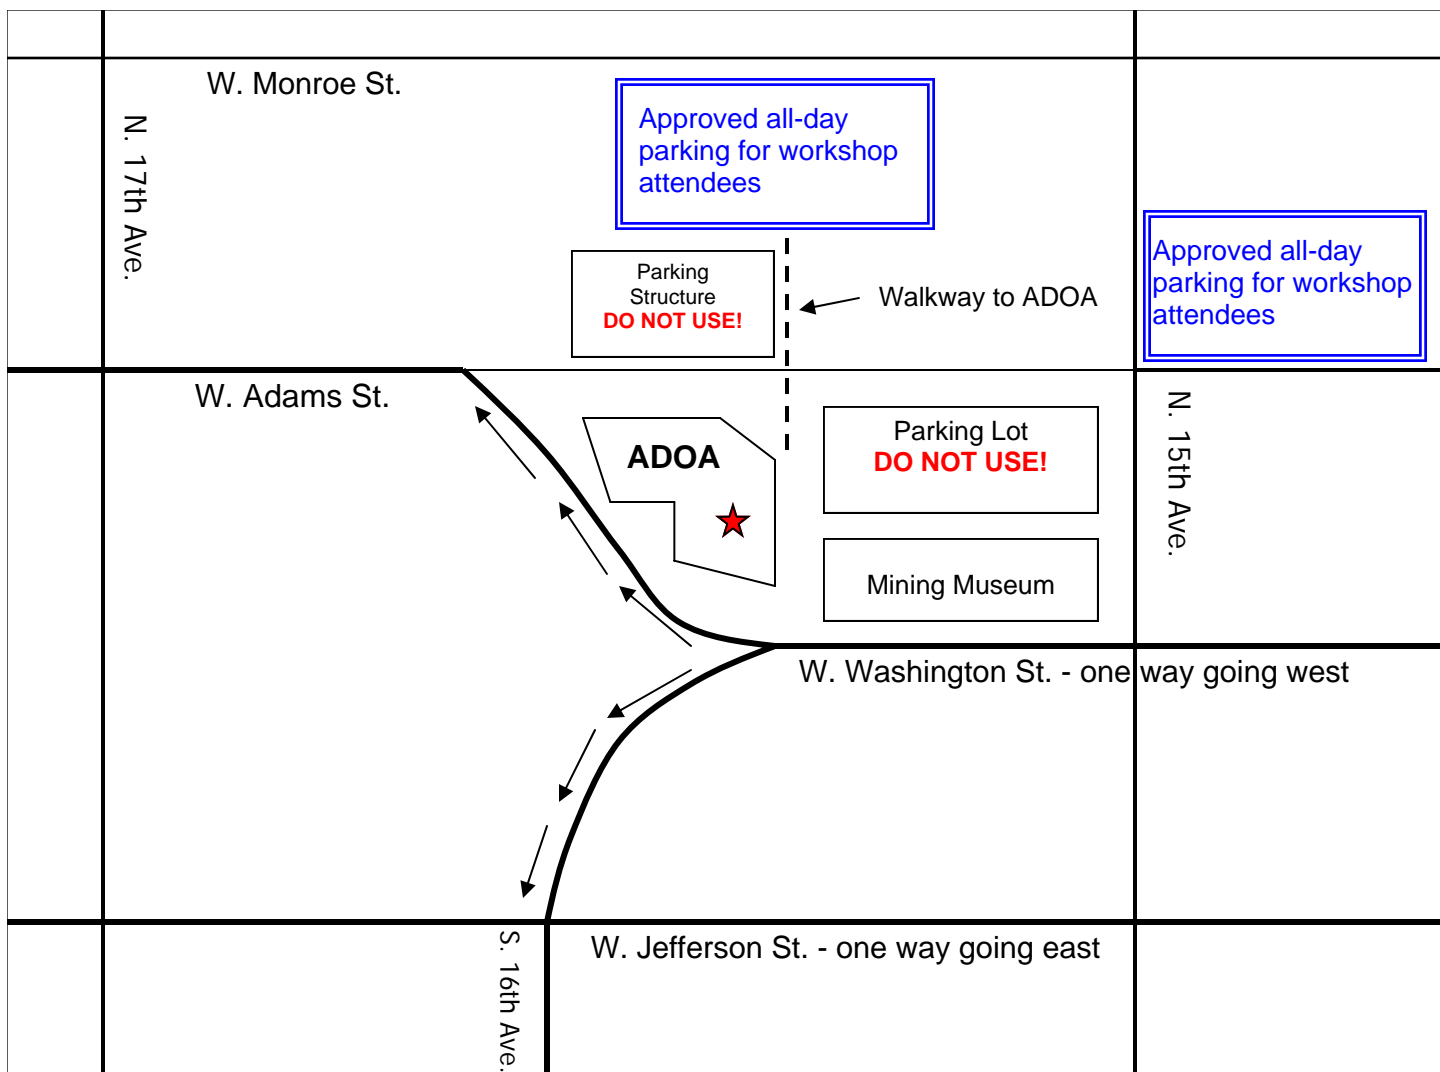 W. Monroe St.
N. 17th Ave.
Approved all-day
parking for workshop
attendees
Approved all-day
parking for workshop
attendees
Parking
Structure
DO NOT USE!
Walkway to ADOA
W. Adams St.
ADOA
Parking Lot
DO NOT USE!
N. 15th Ave.
Mining Museum
W. Washington St. - one way going west
W. Jefferson St. - one way going east
S. 16th Ave.